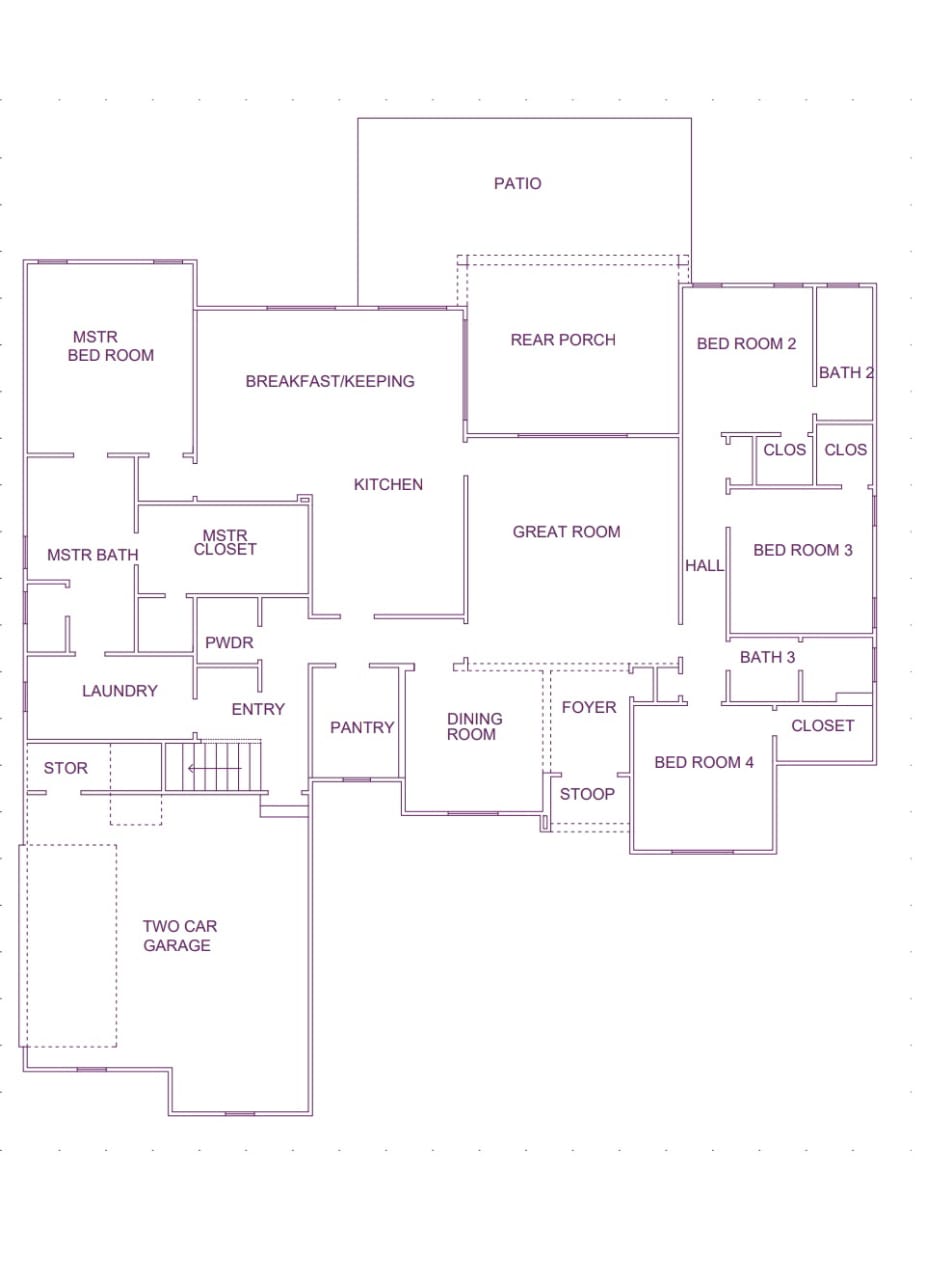 PATIO
MSTR
BED ROOM
REAR PORCH
BED ROOM 2
BREAKFAST/KEEPING
BATH 2
CLOS
CLOS
KITCHEN
GREAT ROOM
MSTR
CLOSET
MSTR BATH
BED ROOM 3
HALL
PWDR
BATH 3
LAUNDRY
ENTRY
FOYER
PANTRY
DINING
ROOM
CLOSET
STOR
BED ROOM 4
STOOP
TWO CAR
GARAGE